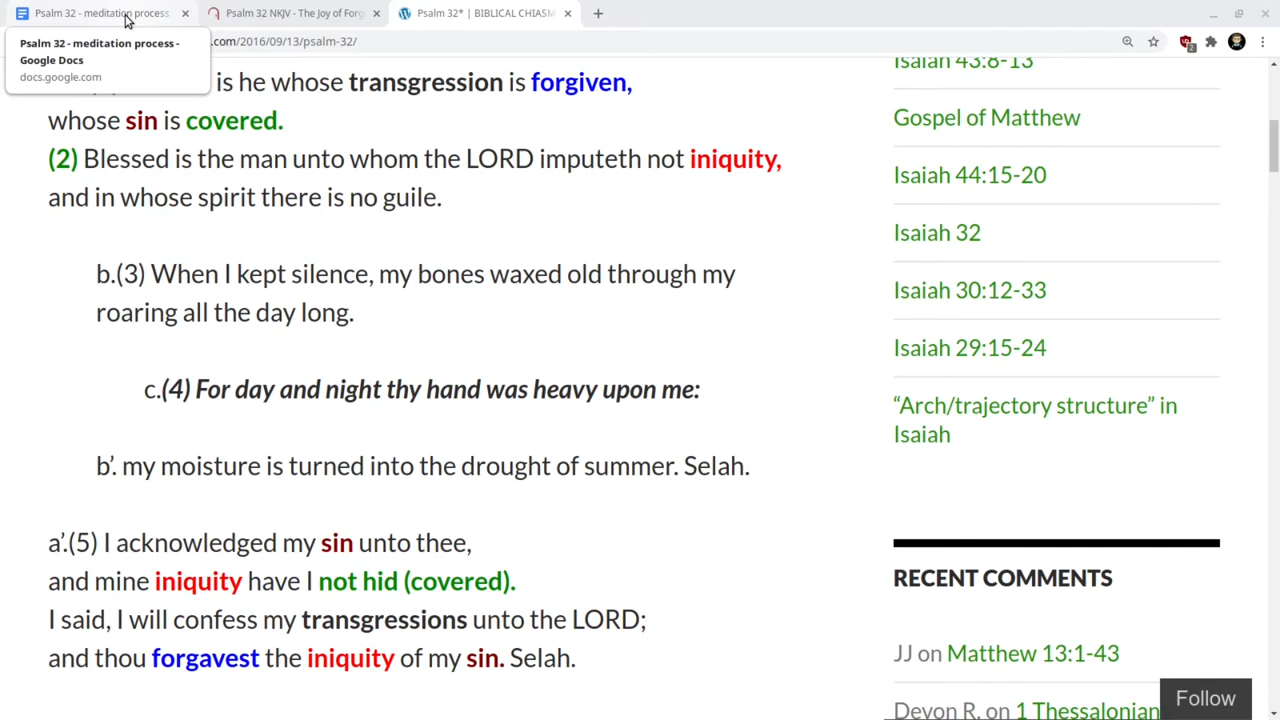 Psalm 32 - meditation process
Psalm 32 NKJV - The Joy of Forg
Psalm 32* | BIBLICAL CHIASM
Psalm 32 - meditation process -
Google Docs
docs.google.com
.com/2016/09/13/psalm-32/
2
is he whose transgression is forgiven,
whose sin is covered.
(2) Blessed is the man unto whom the LORD imputeth not iniquity,
and in whose spirit there is no guile.
b.(3) When I kept silence, my bones waxed old through my
roaring all the day long.
c.(4) For day and night thy hand was heavy upon me:
b’. my moisture is turned into the drought of summer. Selah.
a’.(5) I acknowledged my sin unto thee,
and mine iniquity have I not hid (covered).
I said, I will confess my transgressions unto the LORD;
and thou forgavest the iniquity of my sin. Selah.
Isaiah 43:8-13
Gospel of Matthew
Isaiah 44:15-20
Isaiah 32
Isaiah 30:12-33
Isaiah 29:15-24
“Arch/trajectory structure” in
Isaiah
RECENT COMMENTS
JJ on Matthew 13:1-43
Devon R. on 1 Thessalonian
Follow